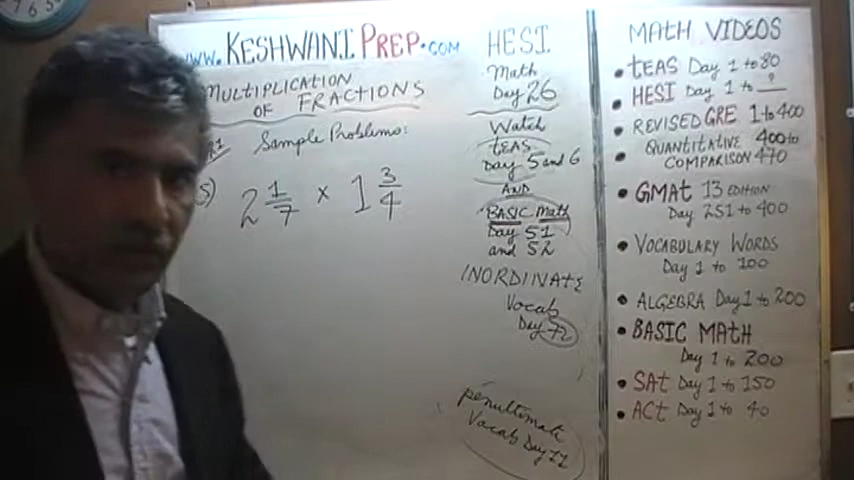 www.KESHWANIPREP.com
MULTIPLICATION
OF FRACTIONS
Sample Problems:
5) 2 1/7 × 1 3/4
HESI
Math
Day 26
Watch
tEAS
Day 5 and 6
AND
BASIC Math
Day 51
and 52
INORDINATE
Vocab
Day 72
penultimate
Vocab Day 22
MATH VIDEOS
• tEAS Day 1 to 80
• HESI Day 1 to ?
• REVISED GRE 1 to 400
• QUANTITATIVE 400 to
COMPARISON 470
• GMAT 13 EDITION
Day 251 to 400
• VOCABULARY WORDS
Day 1 to 100
• ALGEBRA Day 1 to 200
• BASIC MATH
Day 1 to 200
• SAt Day 1 to 150
• ACt Day 1 to 40